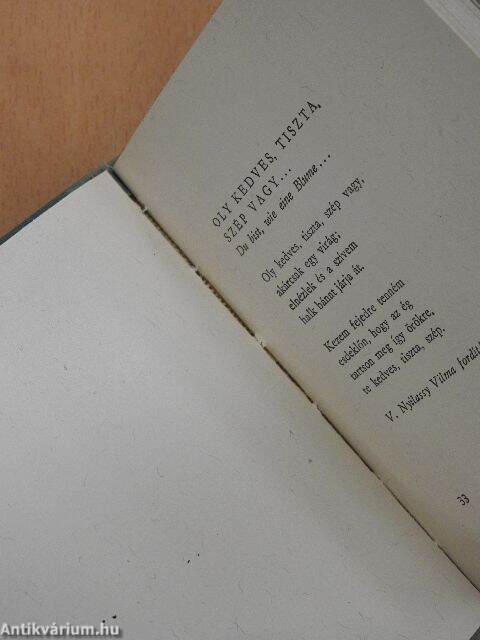 OLY KEDVES, TISZTA,
SZÉP VAGY...
Du bist, wie eine Blume...
Oly kedves, tiszta, szép vagy,
akárcsak egy virág;
elnézlek és a szivem
halk bánat járja át.
Kezem fejedre tenném
esdeklőn, hogy az ég
tartson meg így örökre,
te kedves, tiszta, szép.
V. Nyilassy Vilma
33
Antikvárium.hu